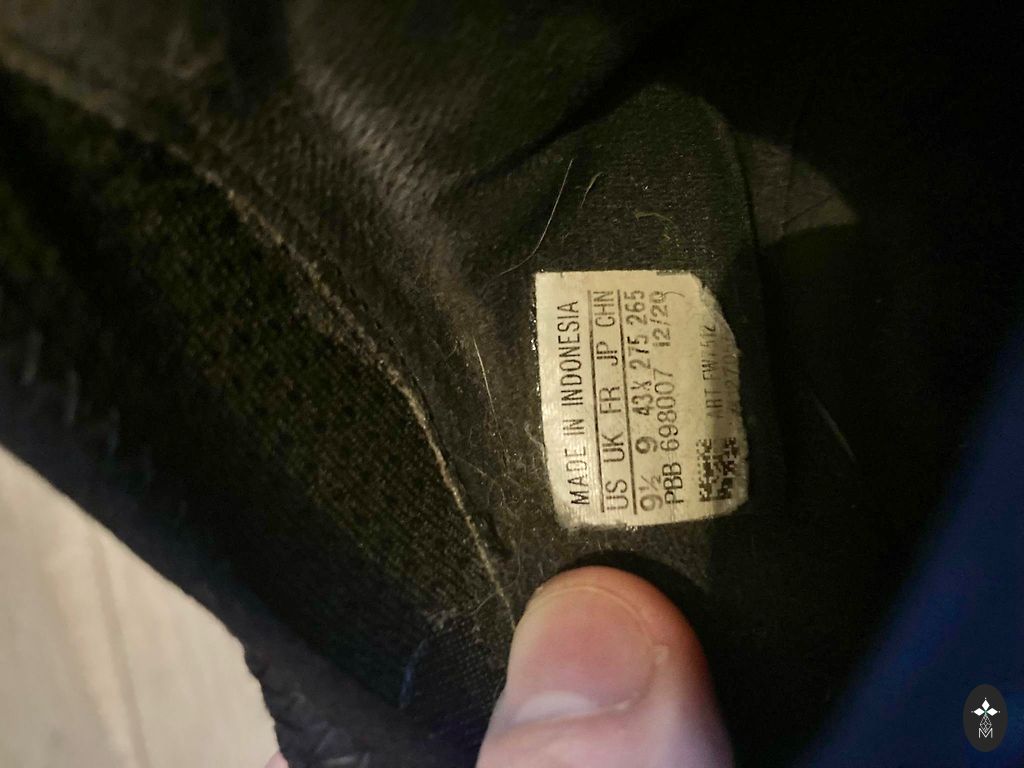 MADE IN INDONESIA
US UK FR JP CHN
9½ 9 43⅓ 275 265
PBB 698007 12/20
ART
M